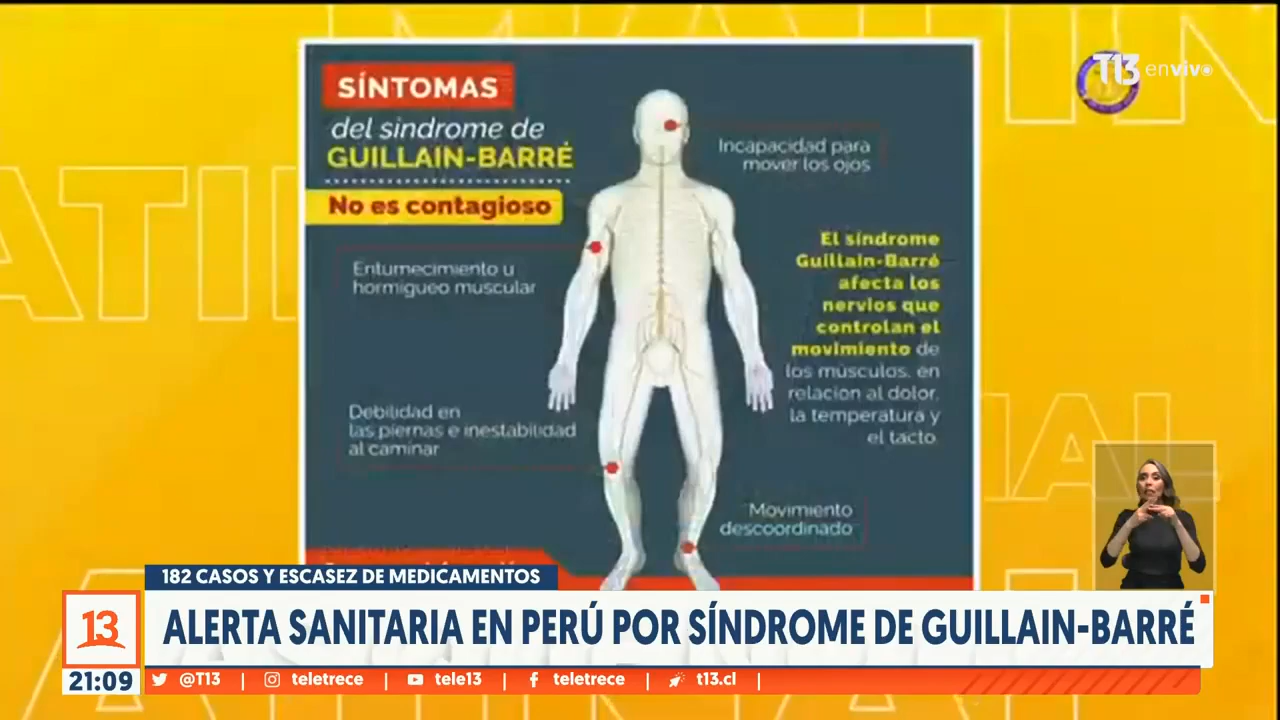 T13 envivo
SÍNTOMAS
del sindrome de
GUILLAIN-BARRÉ
No es contagioso
Incapacidad para
mover los ojos
Entumecimiento u
hormigueo muscular
El síndrome
Guillain-Barré
afecta los
nervios que
controlan el
movimiento de
los músculos, en
relacion al dolor,
la temperatura y
el tacto
Debilidad en
las piernas e inestabilidad
al caminar
Movimiento
descoordinado
182 CASOS Y ESCASEZ DE MEDICAMENTOS
13
ALERTA SANITARIA EN PERÚ POR SÍNDROME DE GUILLAIN-BARRÉ
21:09
@T13 | teletrece | tele13 | teletrece | t13.cl |